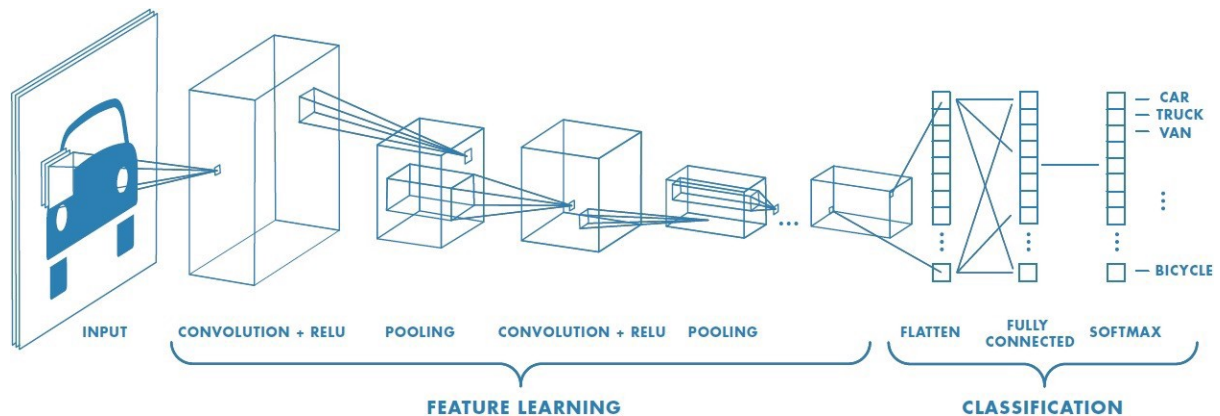 CAR
TRUCK
VAN
BICYCLE
INPUT
CONVOLUTION + RELU
POOLING
CONVOLUTION + RELU
POOLING
FLATTEN
FULLY
CONNECTED
SOFTMAX
FEATURE LEARNING
CLASSIFICATION